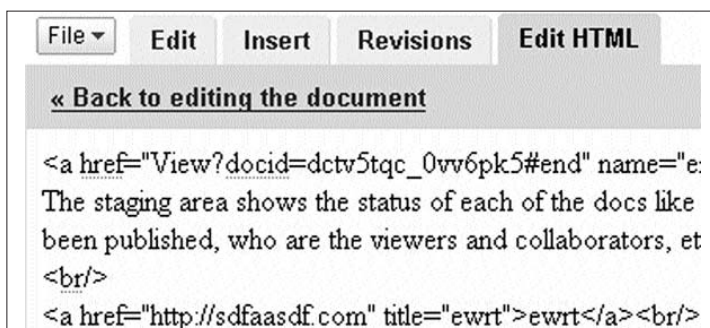 File Edit Insert Revisions Edit HTML
« Back to editing the document
<a href="View?docid=dctv5tqc_0vv6pk5#end" name="e
The staging area shows the status of each of the docs like
been published, who are the viewers and collaborators, et
<br/>
<a href="http://sdfaasdf.com" title="ewrt">ewrt</a><br/>